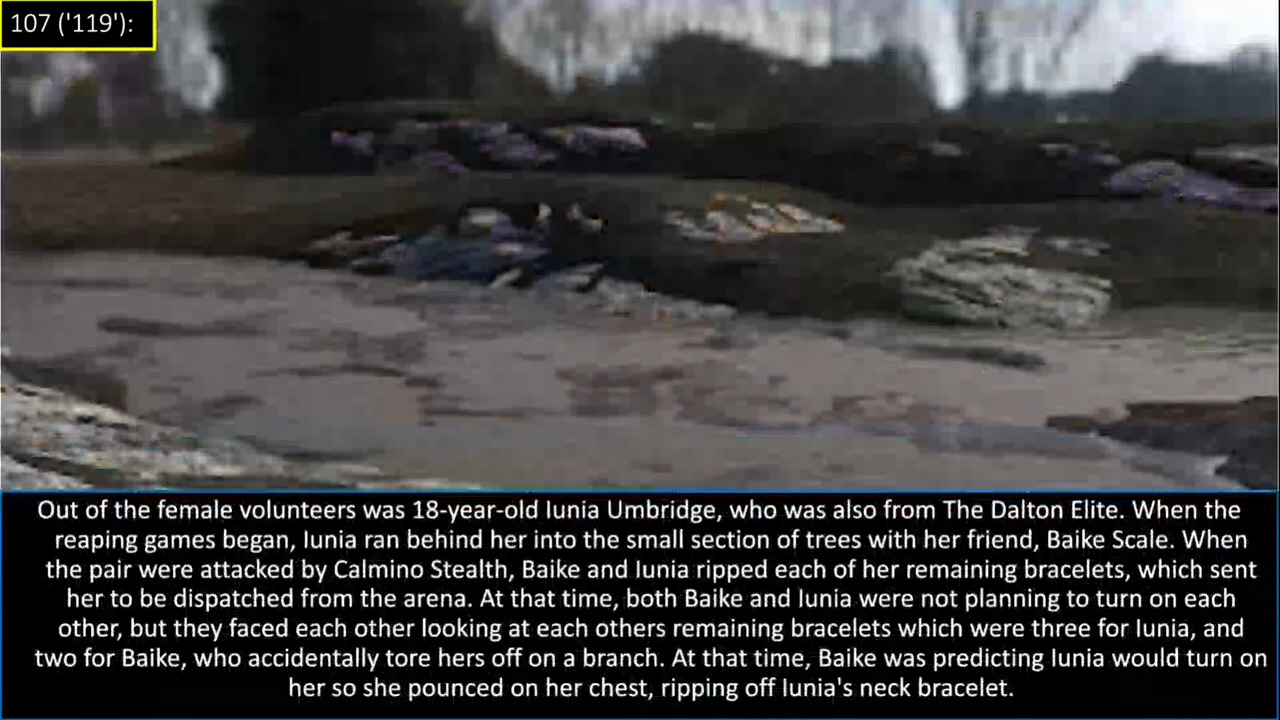 107 ('119'):
Out of the female volunteers was 18-year-old Iunia Umbridge, who was also from The Dalton Elite. When the
reaping games began, Iunia ran behind her into the small section of trees with her friend, Baike Scale. When
the pair were attacked by Calmino Stealth, Baike and Iunia ripped each of her remaining bracelets, which sent
her to be dispatched from the arena. At that time, both Baike and Iunia were not planning to turn on each
other, but they faced each other looking at each others remaining bracelets which were three for Iunia, and
two for Baike, who accidentally tore hers off on a branch. At that time, Baike was predicting Iunia would turn on
her so she pounced on her chest, ripping off Iunia's neck bracelet.